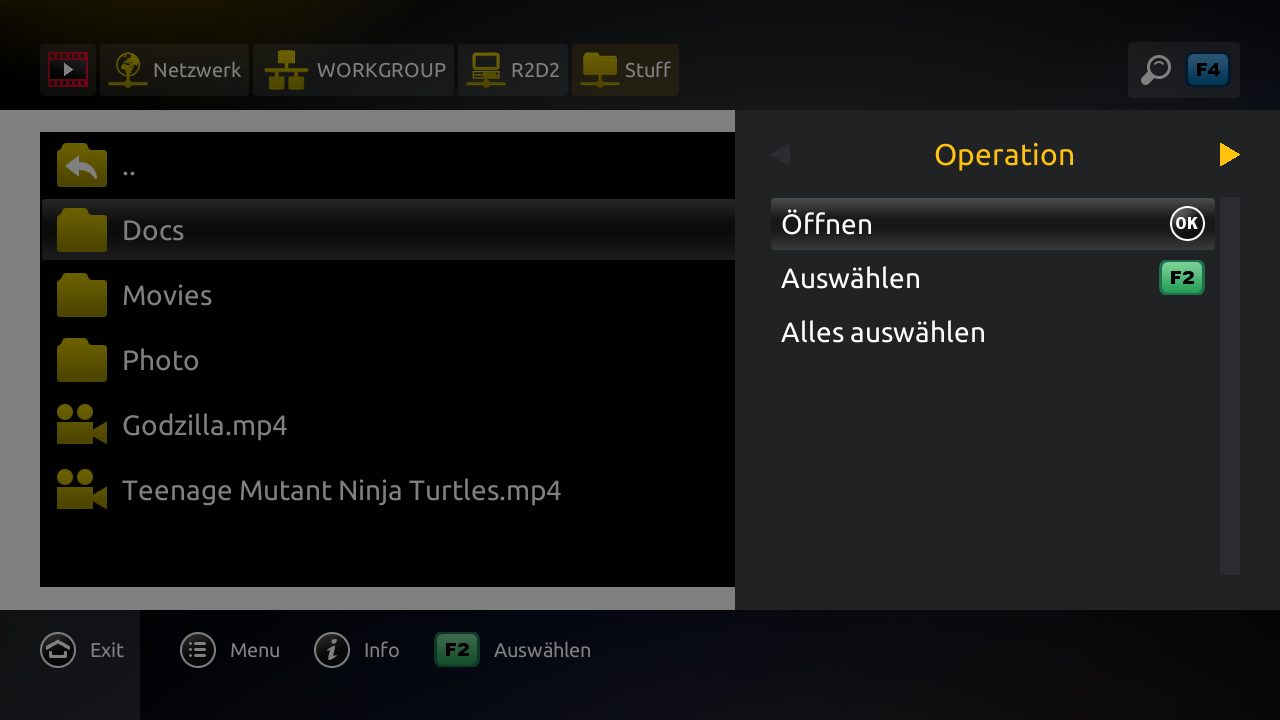 Netzwerk WORKGROUP R2D2 Stuff F4
Operation
..
Docs
Movies
Photo
Godzilla.mp4
Teenage Mutant Ninja Turtles.mp4
Öffnen OK
Auswählen F2
Alles auswählen
Exit Menu Info F2 Auswählen